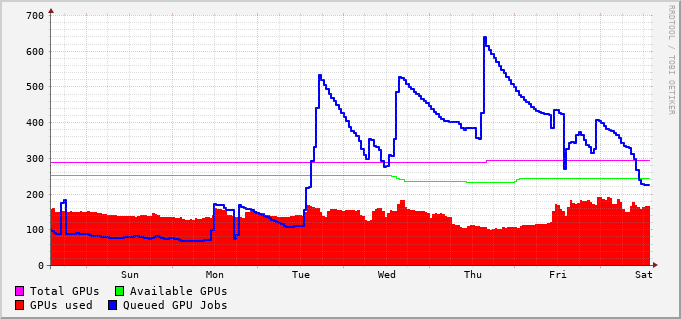 700
600
500
400
300
200
100
0
Sun Mon Tue Wed Thu Fri Sat
Total GPUs Available GPUs
GPUs used Queued GPU Jobs
RRDTOOL / TOBI OETIKER